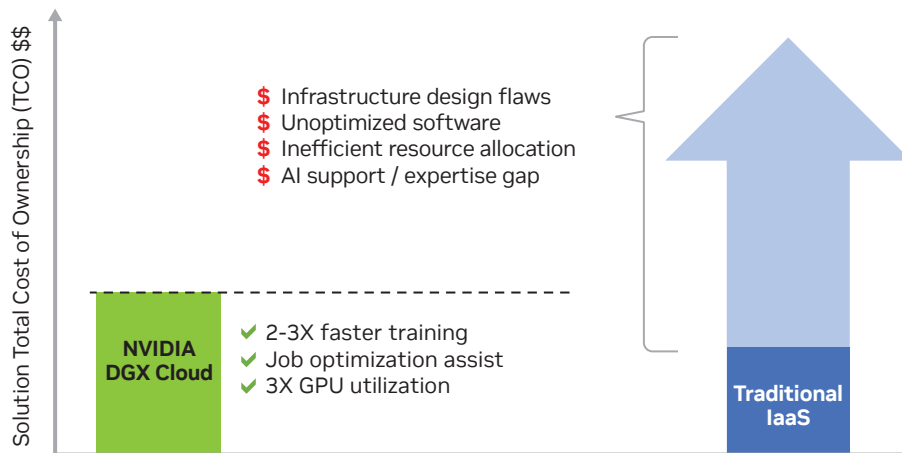 Solution Total Cost of Ownership (TCO) $$
$ Infrastructure design flaws
$ Unoptimized software
$ Inefficient resource allocation
$ AI support / expertise gap
NVIDIA
DGX Cloud
2-3X faster training
Job optimization assist
3X GPU utilization
Traditional
IaaS